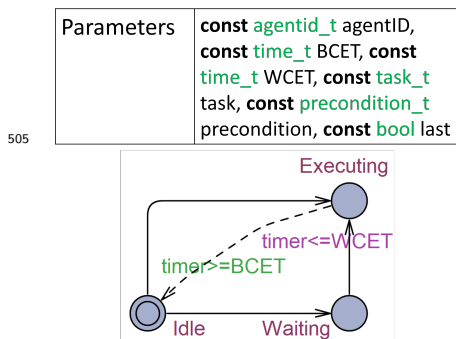 Parameters
const agentid_t agentID,
const time_t BCET, const
time_t WCET, const task_t
task, const precondition_t
precondition, const bool last
505
Executing
timer<=WCET
timer>=BCET
Idle
Waiting